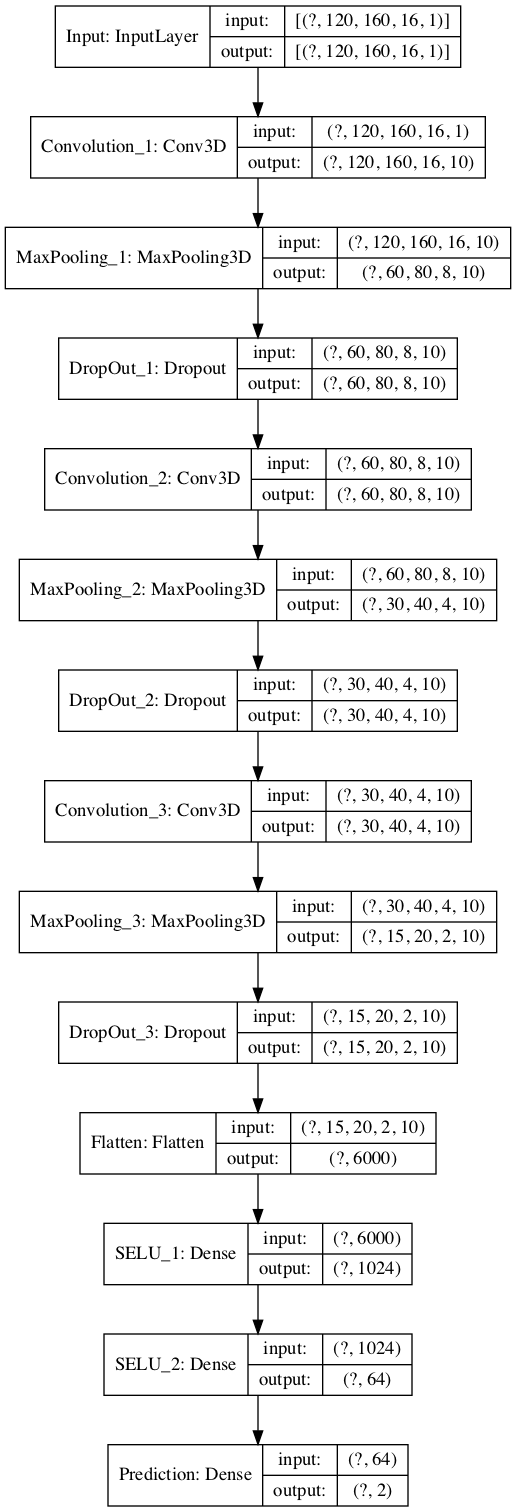 Input: InputLayer
input: [(?, 120, 160, 16, 1)]
output: [(?, 120, 160, 16, 1)]
Convolution_1: Conv3D
input: (?, 120, 160, 16, 1)
output: (?, 120, 160, 16, 10)
MaxPooling_1: MaxPooling3D
input: (?, 120, 160, 16, 10)
output: (?, 60, 80, 8, 10)
DropOut_1: Dropout
input: (?, 60, 80, 8, 10)
output: (?, 60, 80, 8, 10)
Convolution_2: Conv3D
input: (?, 60, 80, 8, 10)
output: (?, 60, 80, 8, 10)
MaxPooling_2: MaxPooling3D
input: (?, 60, 80, 8, 10)
output: (?, 30, 40, 4, 10)
DropOut_2: Dropout
input: (?, 30, 40, 4, 10)
output: (?, 30, 40, 4, 10)
Convolution_3: Conv3D
input: (?, 30, 40, 4, 10)
output: (?, 30, 40, 4, 10)
MaxPooling_3: MaxPooling3D
input: (?, 30, 40, 4, 10)
output: (?, 15, 20, 2, 10)
DropOut_3: Dropout
input: (?, 15, 20, 2, 10)
output: (?, 15, 20, 2, 10)
Flatten: Flatten
input: (?, 15, 20, 2, 10)
output: (?, 6000)
SELU_1: Dense
input: (?, 6000)
output: (?, 1024)
SELU_2: Dense
input: (?, 1024)
output: (?, 64)
Prediction: Dense
input: (?, 64)
output: (?, 2)